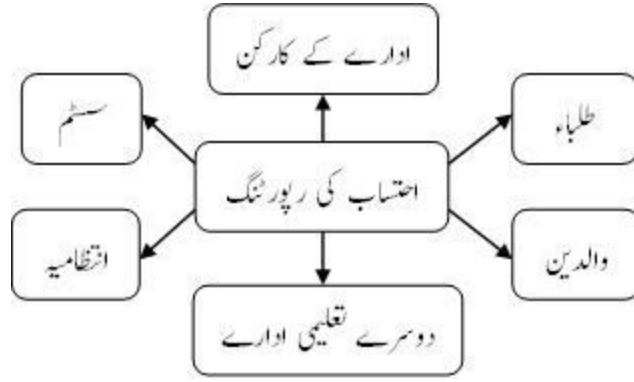 ادارے کے کارکن
طلباء
سسٹم
احتساب کی رپورٹنگ
والدین
انتظامیہ
دوسرے تعلیمی ادارے